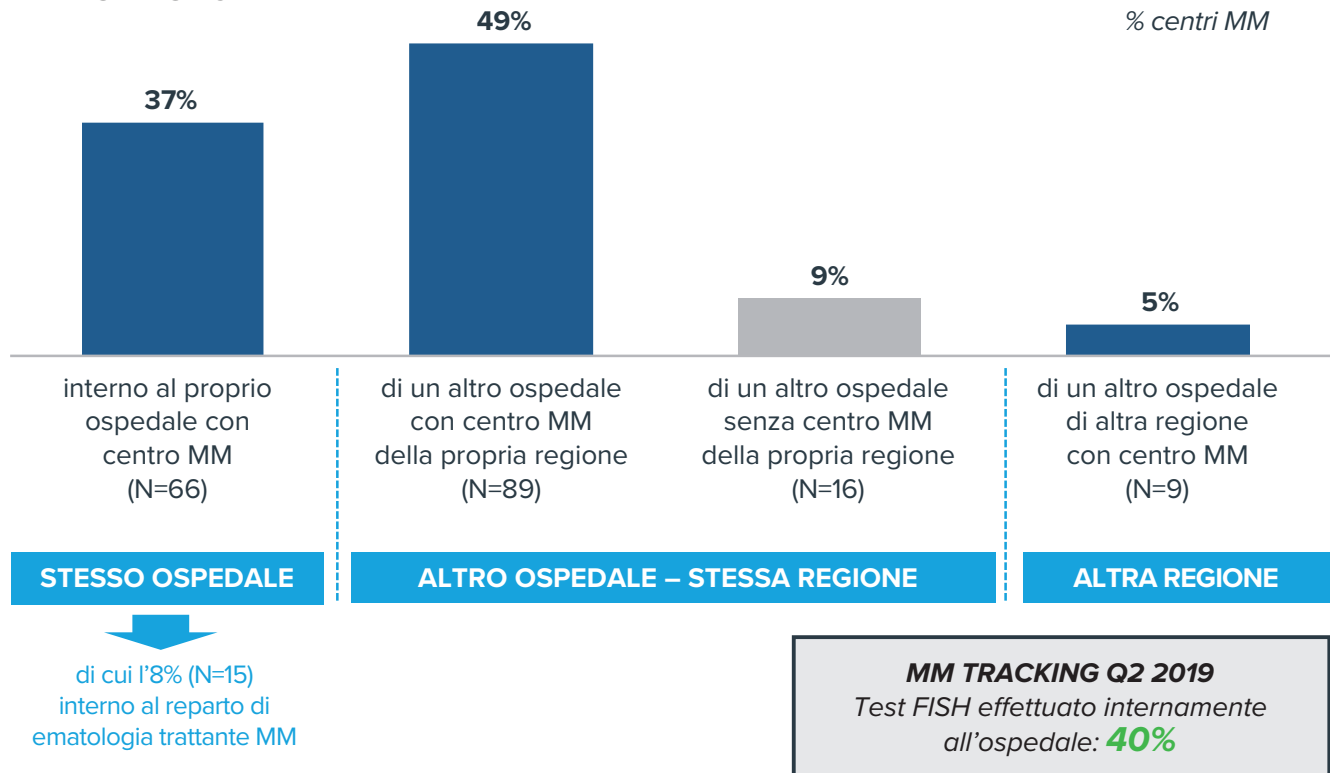 % centri MM
37%
49%
9%
5%
interno al proprio
ospedale con
centro MM
(N=66)
di un altro ospedale
con centro MM
della propria regione
(N=89)
di un altro ospedale
senza centro MM
della propria regione
(N=16)
di un altro ospedale
di altra regione
con centro MM
(N=9)
STESSO OSPEDALE
ALTRO OSPEDALE – STESSA REGIONE
ALTRA REGIONE
di cui l'8% (N=15)
interno al reparto di
ematologia trattante MM
MM TRACKING Q2 2019
Test FISH effettuato internamente
all'ospedale: 40%